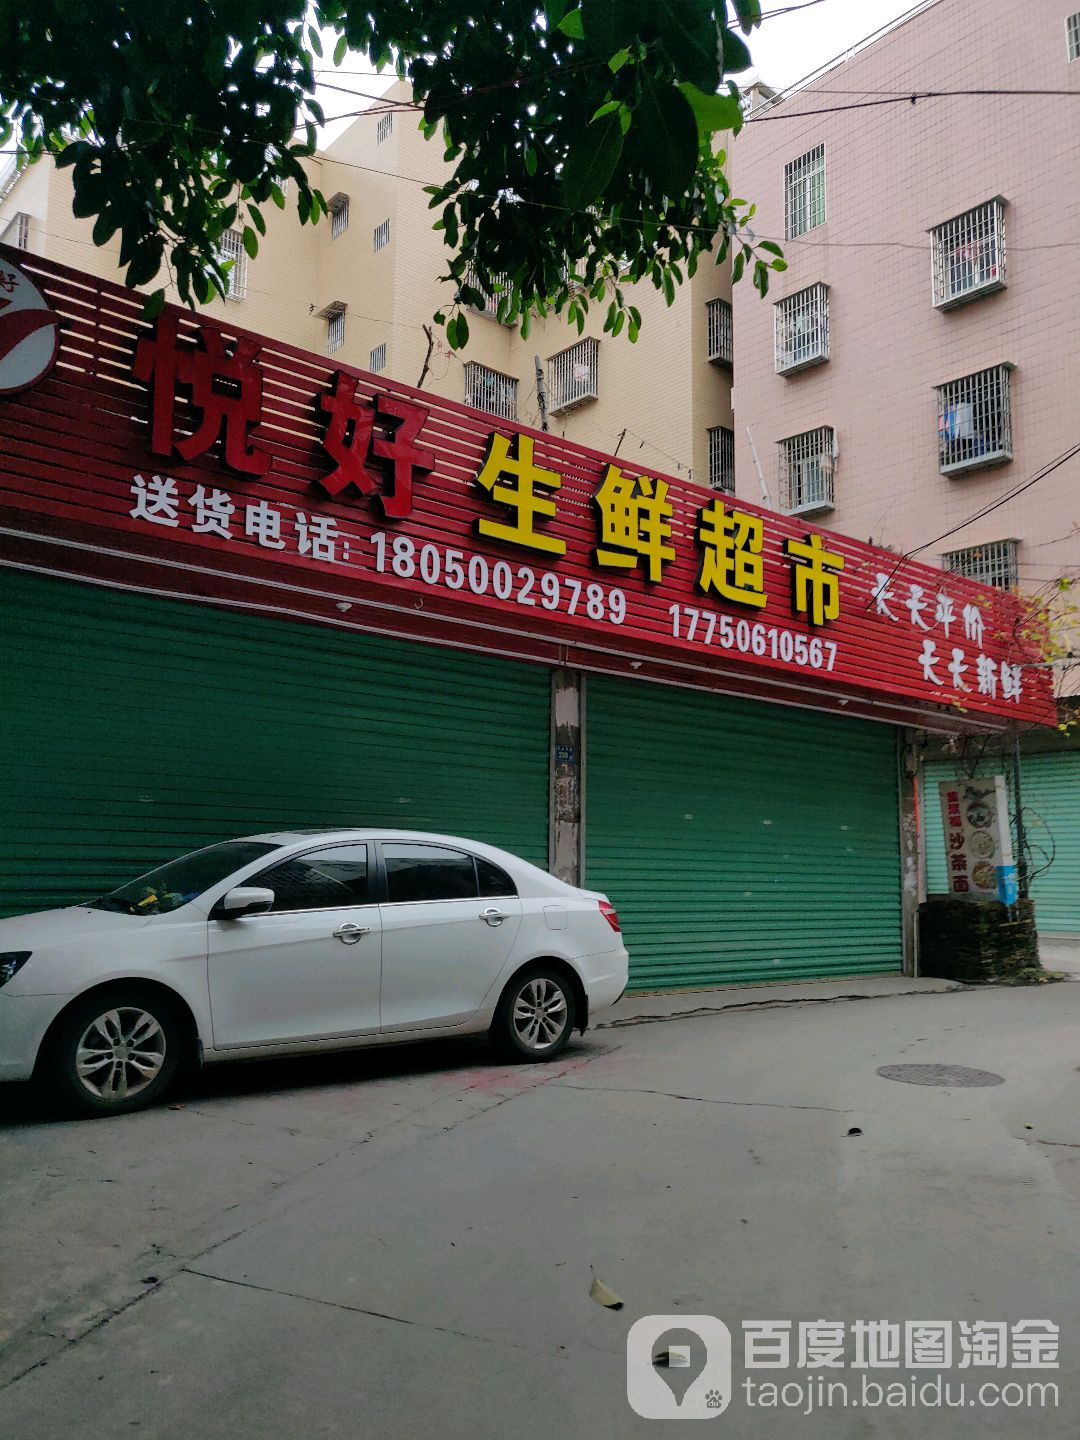 好
悦好生鲜超市
送货电话: 18050029789 17750610567
天天平价
天天新鲜
沙茶面
百度地图淘金
taojin.baidu.com